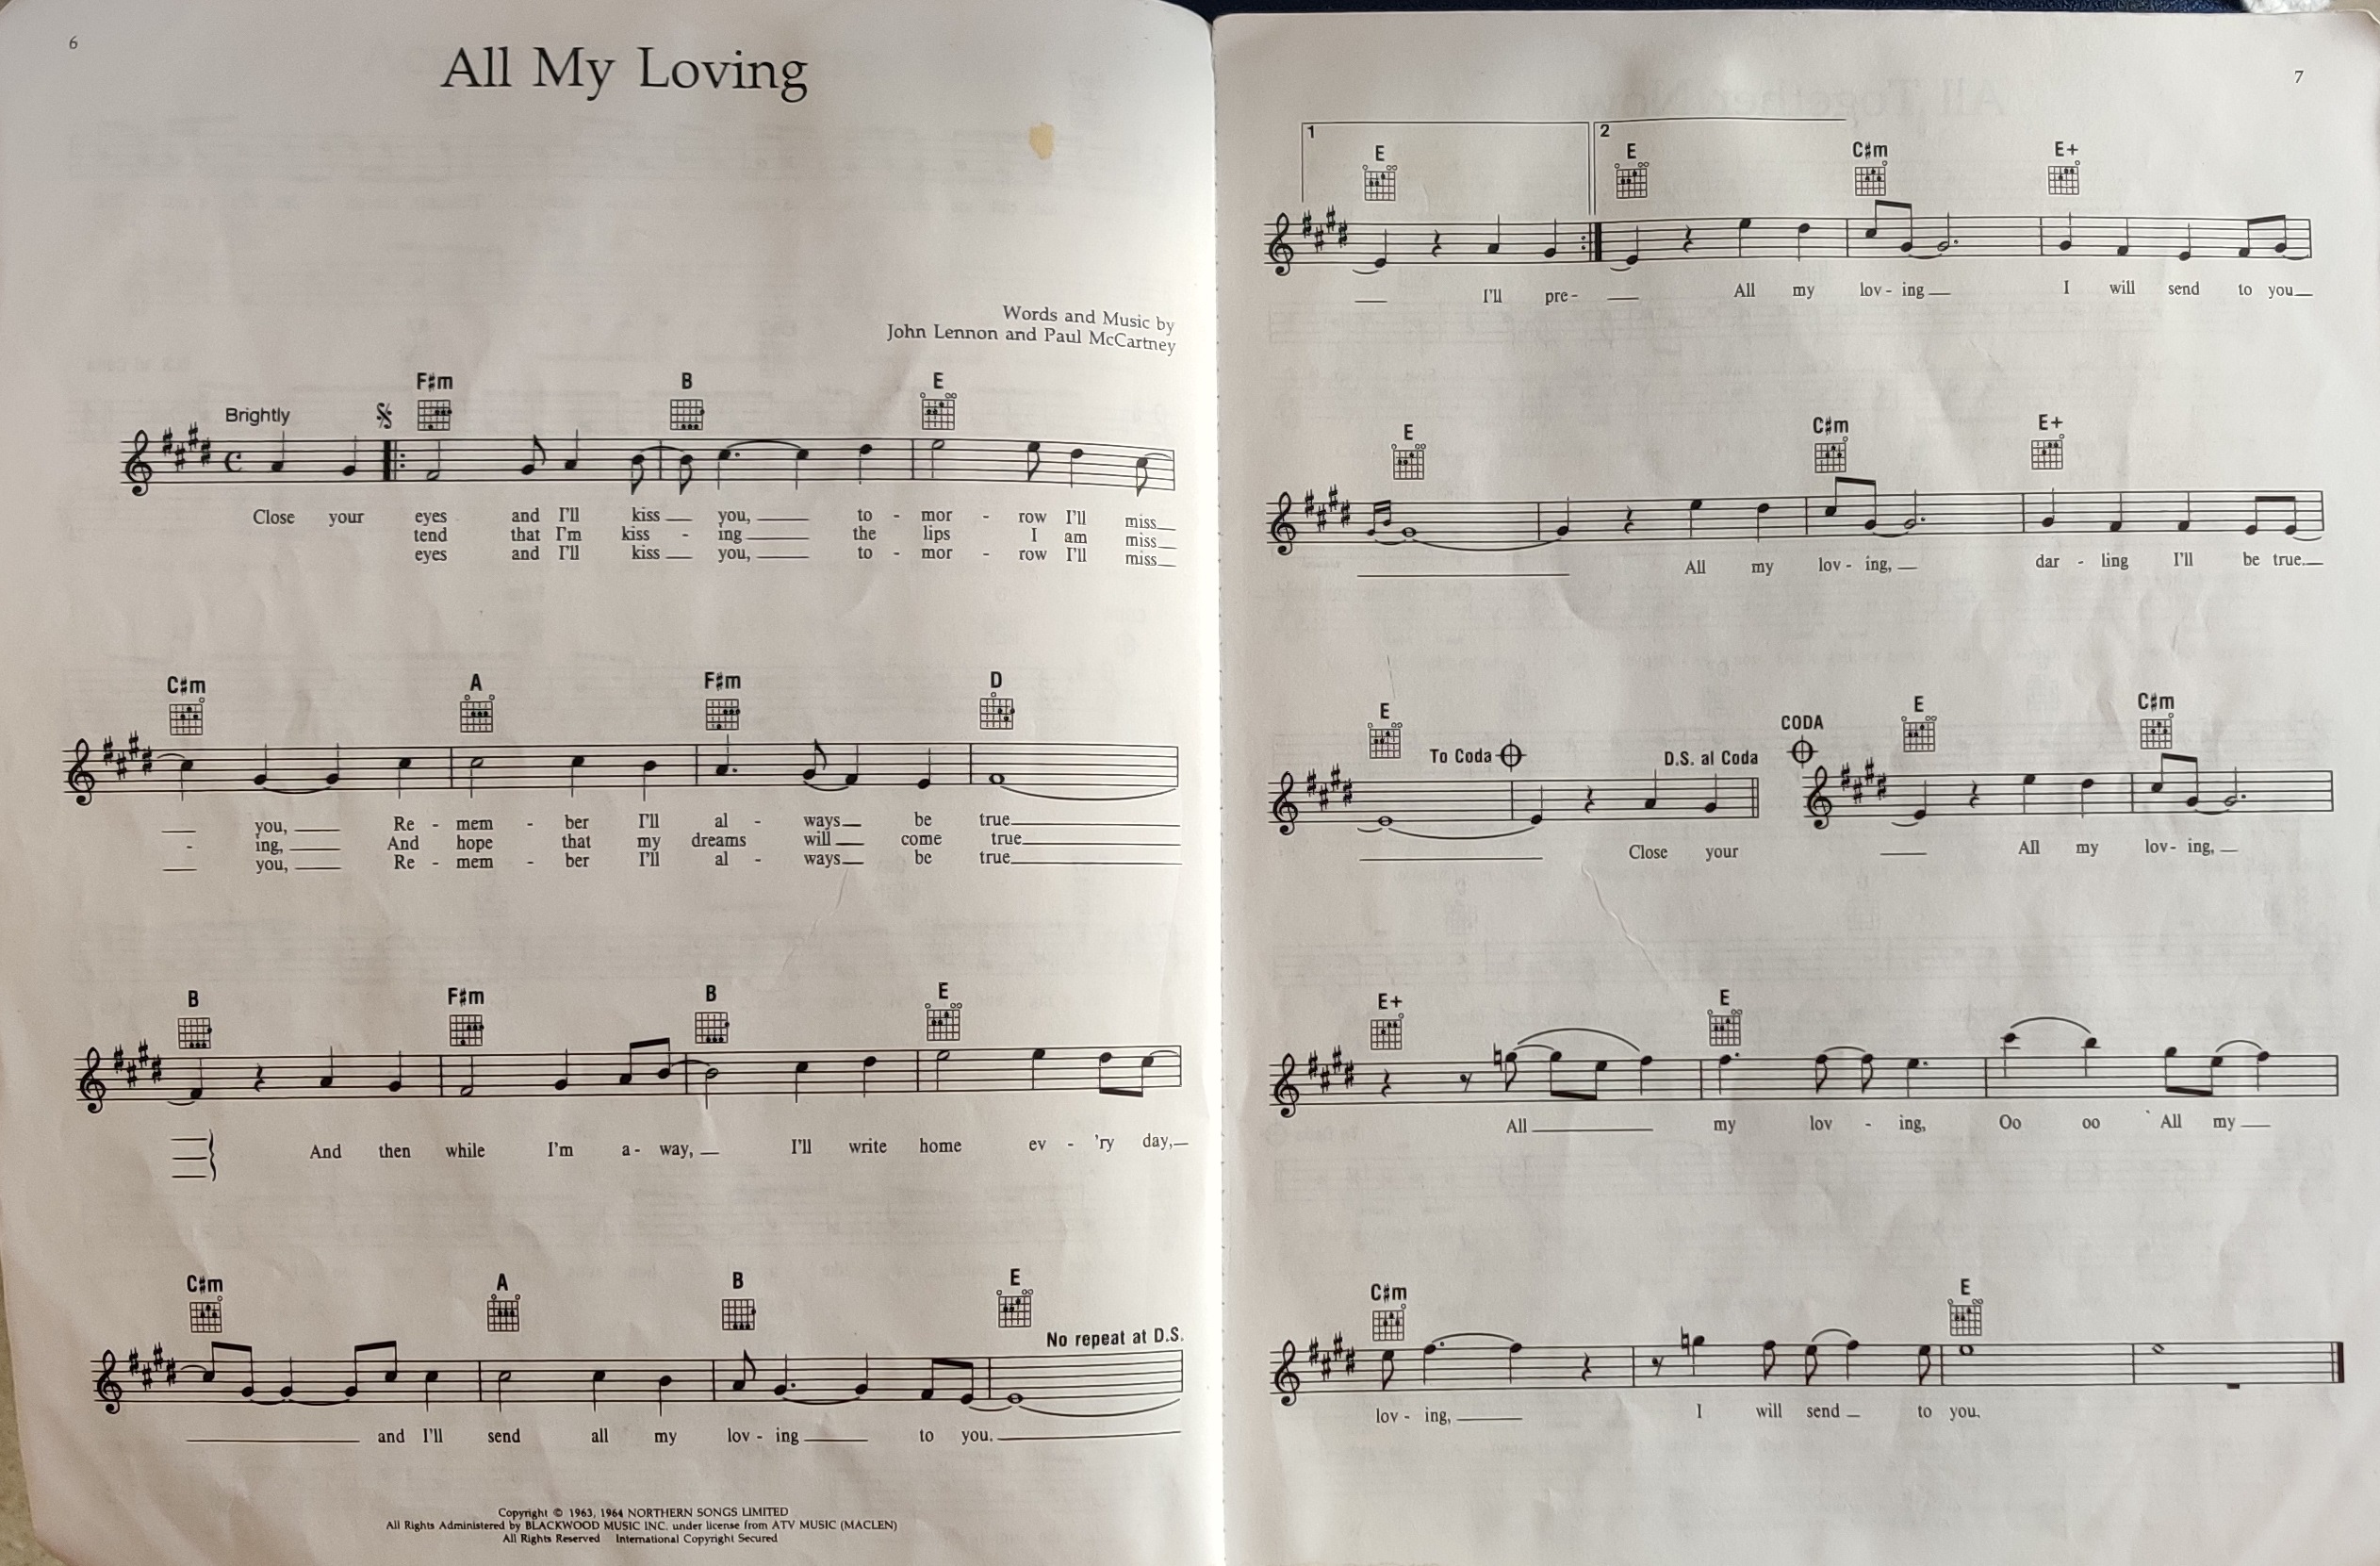 6
All My Loving
Words and Music by
John Lennon and Paul McCartney
F♯m B E
Brightly
Close your eyes and I'll kiss you, to - mor - row I'll miss
tend that I'm kiss - ing the lips I am miss
eyes and I'll kiss you, to - mor - row I'll miss
C♯m A F♯m D
you, Re - mem - ber I'll al - ways be true
- ing, And hope that my dreams will come true
you, Re - mem - ber I'll al - ways be true
B F♯m B E
And then while I'm a - way, I'll write home ev - 'ry day,
C♯m A B E
No repeat at D.S.
and I'll send all my lov - ing to you.
Copyright © 1963, 1964 NORTHERN SONGS LIMITED
All Rights Administered by BLACKWOOD MUSIC INC. under license from ATV MUSIC (MACLEN)
All Rights Reserved International Copyright Secured
7
1 2
E E C♯m E+
I'll pre - All my lov - ing I will send to you
E C♯m E+
All my lov - ing, dar - ling I'll be true.
E To Coda D.S. al Coda CODA E C♯m
Close your All my lov - ing,
E+ E
All my lov - ing, Oo oo All my
C♯m E
lov - ing, I will send to you.